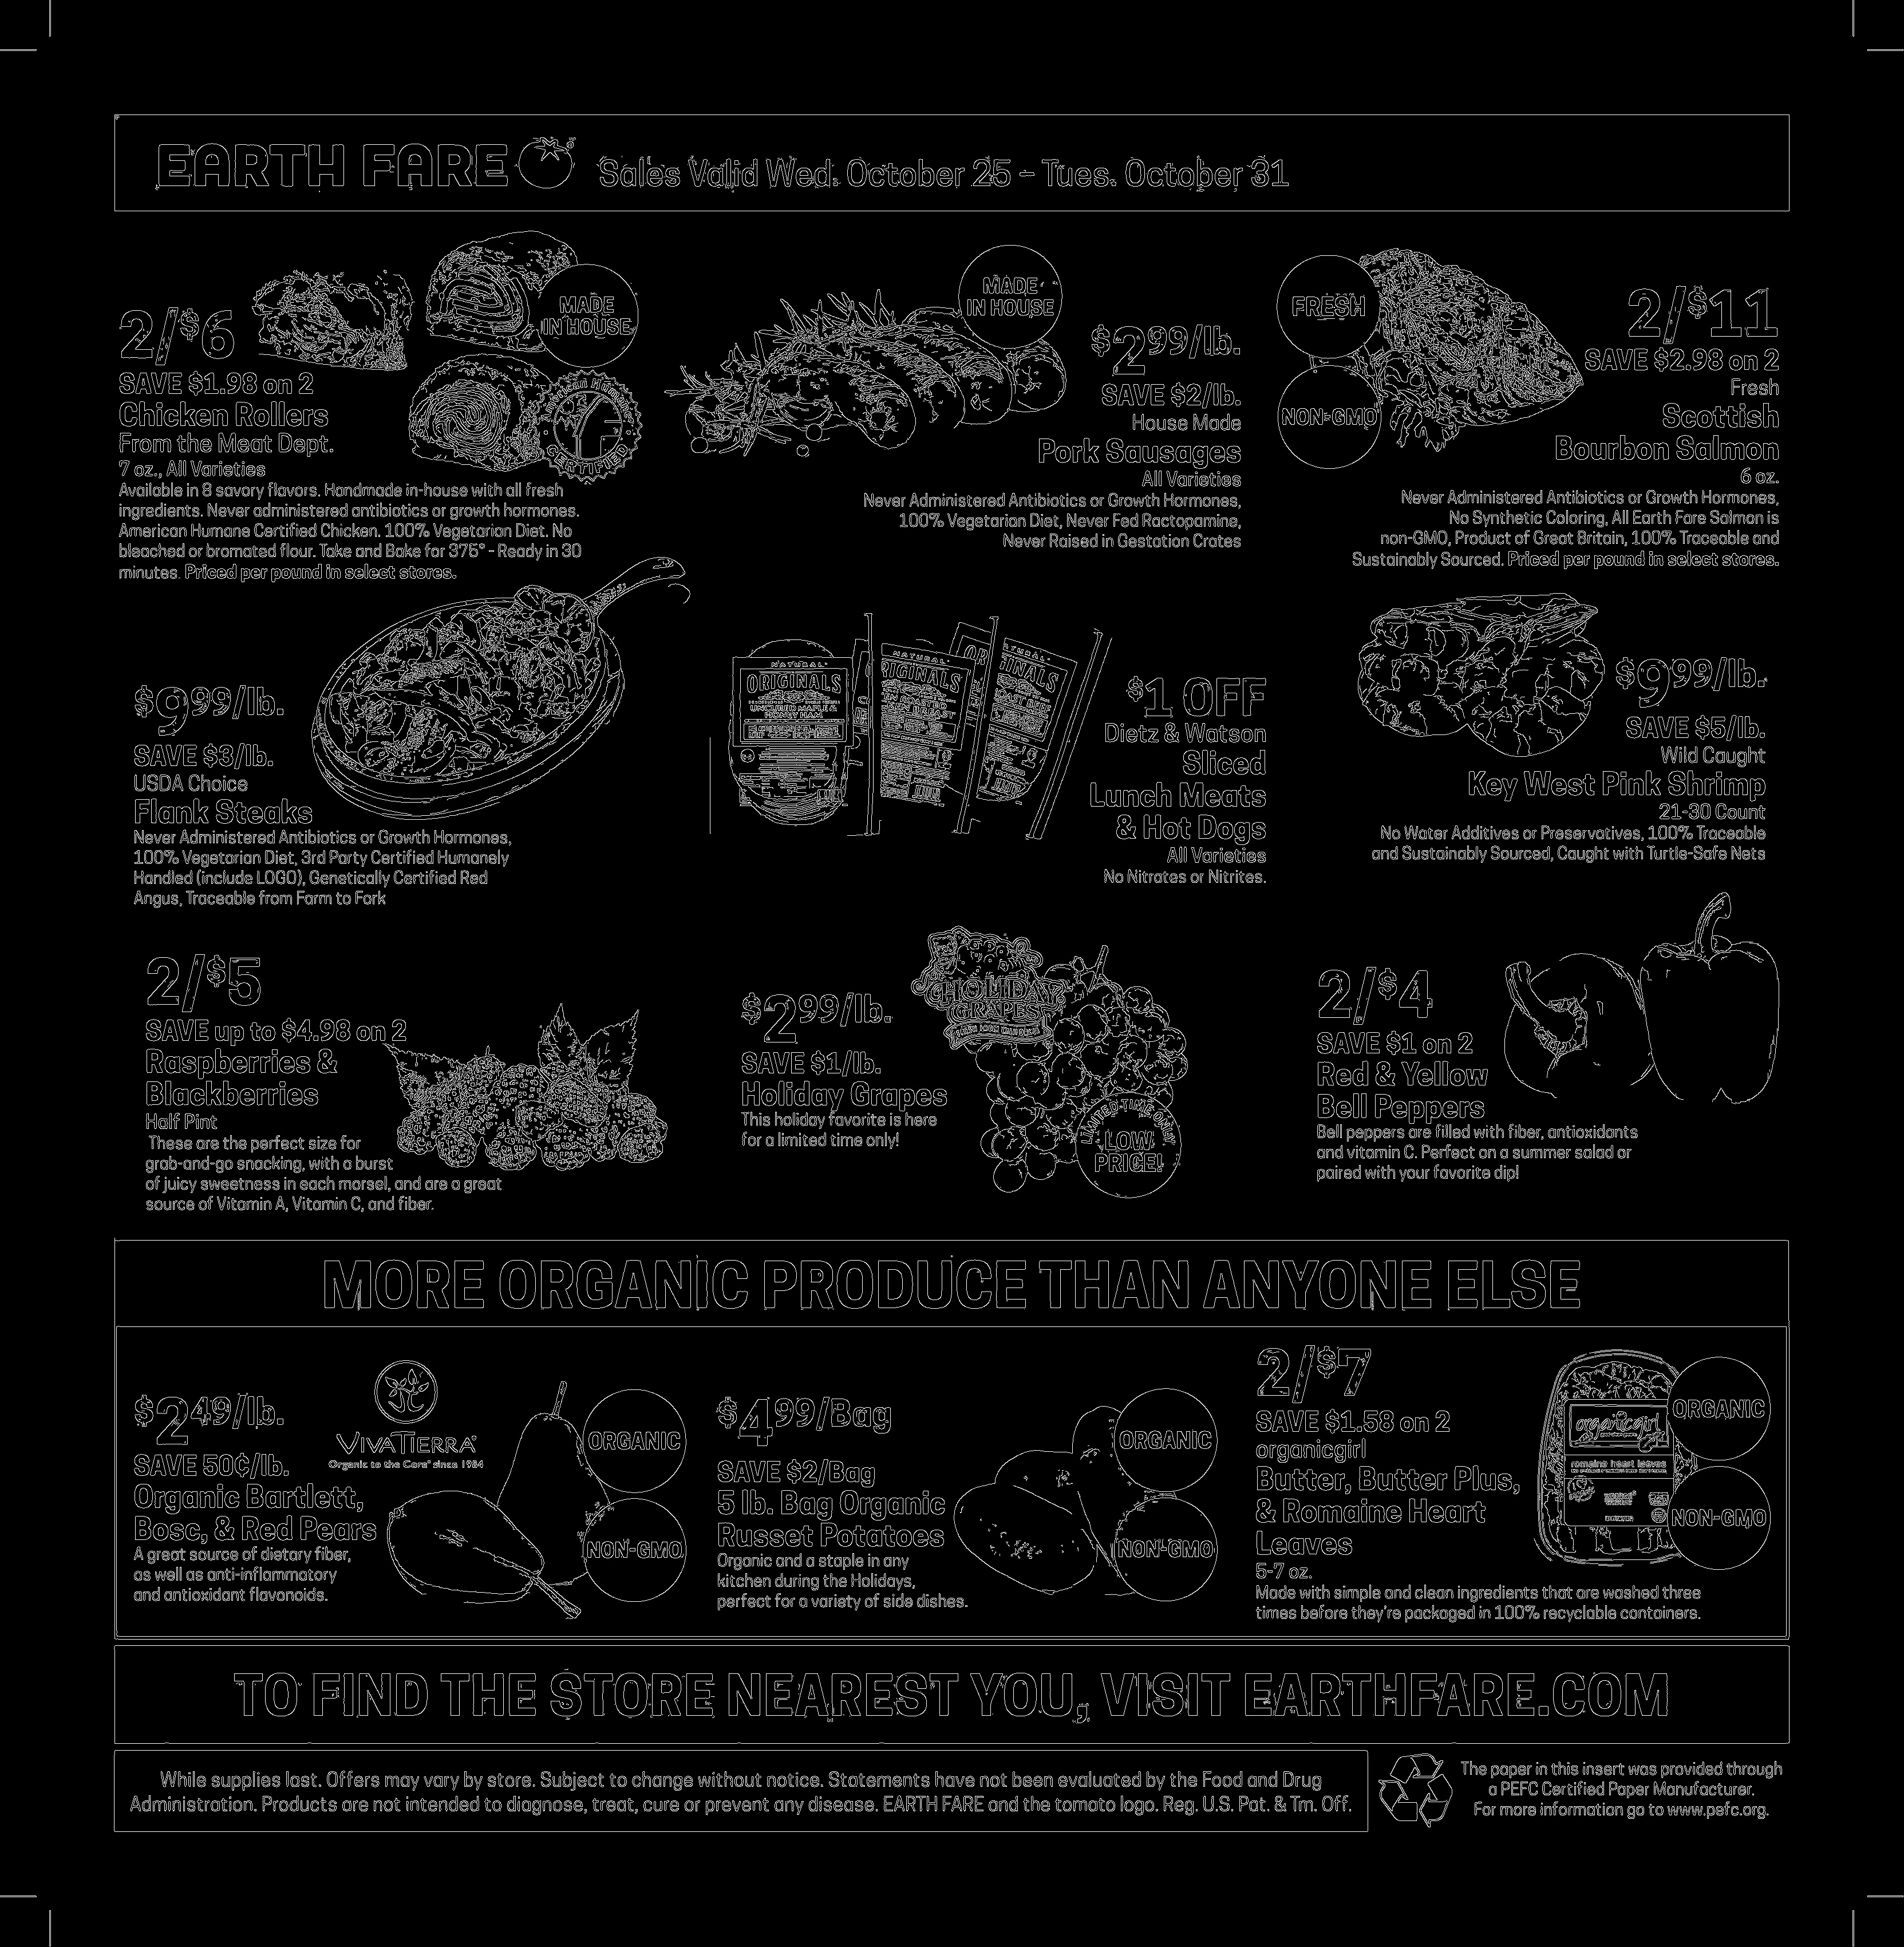 EARTH FARE
Sales Valid Wed. October 25 – Tues. October 31
2/$6
SAVE $1.98 on 2
Chicken Rollers
From the Meat Dept.
7 oz., All Varieties
Available in 8 savory flavors. Handmade in-house with all fresh
ingredients. Never administered antibiotics or growth hormones.
American Humane Certified Chicken. 100% Vegetarian Diet. No
bleached or bromated flour. Take and Bake for 375° - Ready in 30
minutes. Priced per pound in select stores.
MADE
IN HOUSE
CERTIFIED
MADE
IN HOUSE
$2.99/lb.
SAVE $2/lb.
House Made
Pork Sausages
All Varieties
Never Administered Antibiotics or Growth Hormones,
100% Vegetarian Diet, Never Fed Ractopamine,
Never Raised in Gestation Crates
FRESH
NON-GMO
2/$11
SAVE $2.98 on 2
Fresh
Scottish
Bourbon Salmon
6 oz.
Never Administered Antibiotics or Growth Hormones,
No Synthetic Coloring, All Earth Fare Salmon is
non-GMO, Product of Great Britain, 100% Traceable and
Sustainably Sourced. Priced per pound in select stores.
$9 99/lb.
SAVE $3/lb.
USDA Choice
Flank Steaks
Never Administered Antibiotics or Growth Hormones,
100% Vegetarian Diet, 3rd Party Certified Humanely
Handled (include LOGO), Genetically Certified Red
Angus, Traceable from Farm to Fork
NATURAL
ORIGINALS
UNCURED MAPLE &
HONEY HAM
NATURAL
ORIGINALS
$1 OFF
Dietz & Watson
Sliced
Lunch Meats
& Hot Dogs
All Varieties
No Nitrates or Nitrites.
$9 99/lb.
SAVE $5/lb.
Wild Caught
Key West Pink Shrimp
21-30 Count
No Water Additives or Preservatives, 100% Traceable
and Sustainably Sourced, Caught with Turtle-Safe Nets
2/$5
SAVE up to $4.98 on 2
Raspberries &
Blackberries
Half Pint
These are the perfect size for
grab-and-go snacking, with a burst
of juicy sweetness in each morsel, and are a great
source of Vitamin A, Vitamin C, and fiber.
$2 99/lb.
SAVE $1/lb.
Holiday Grapes
This holiday favorite is here
for a limited time only!
HOLIDAY
GRAPES
LIMITED TIME ONLY
LOW
PRICE!
2/$4
SAVE $1 on 2
Red & Yellow
Bell Peppers
Bell peppers are filled with fiber, antioxidants
and vitamin C. Perfect on a summer salad or
paired with your favorite dip!
MORE ORGANIC PRODUCE THAN ANYONE ELSE
$2 49/lb.
SAVE 50¢/lb.
Organic Bartlett,
Bosc, & Red Pears
A great source of dietary fiber,
as well as anti-inflammatory
and antioxidant flavonoids.
VIVATIERRA
Organic to the Core® since 1984
ORGANIC
NON-GMO
$4 99/Bag
SAVE $2/Bag
5 lb. Bag Organic
Russet Potatoes
Organic and a staple in any
kitchen during the Holidays,
perfect for a variety of side dishes.
ORGANIC
NON-GMO
2/$7
SAVE $1.58 on 2
organicgirl
Butter, Butter Plus,
& Romaine Heart
Leaves
5-7 oz.
Made with simple and clean ingredients that are washed three
times before they're packaged in 100% recyclable containers.
organicgirl
romaine heart leaves
ORGANIC
NON-GMO
TO FIND THE STORE NEAREST YOU, VISIT EARTHFARE.COM
While supplies last. Offers may vary by store. Subject to change without notice. Statements have not been evaluated by the Food and Drug
Administration. Products are not intended to diagnose, treat, cure or prevent any disease. EARTH FARE and the tomato logo. Reg. U.S. Pat. & Tm. Off.
The paper in this insert was provided through
a PEFC Certified Paper Manufacturer.
For more information go to www.pefc.org.